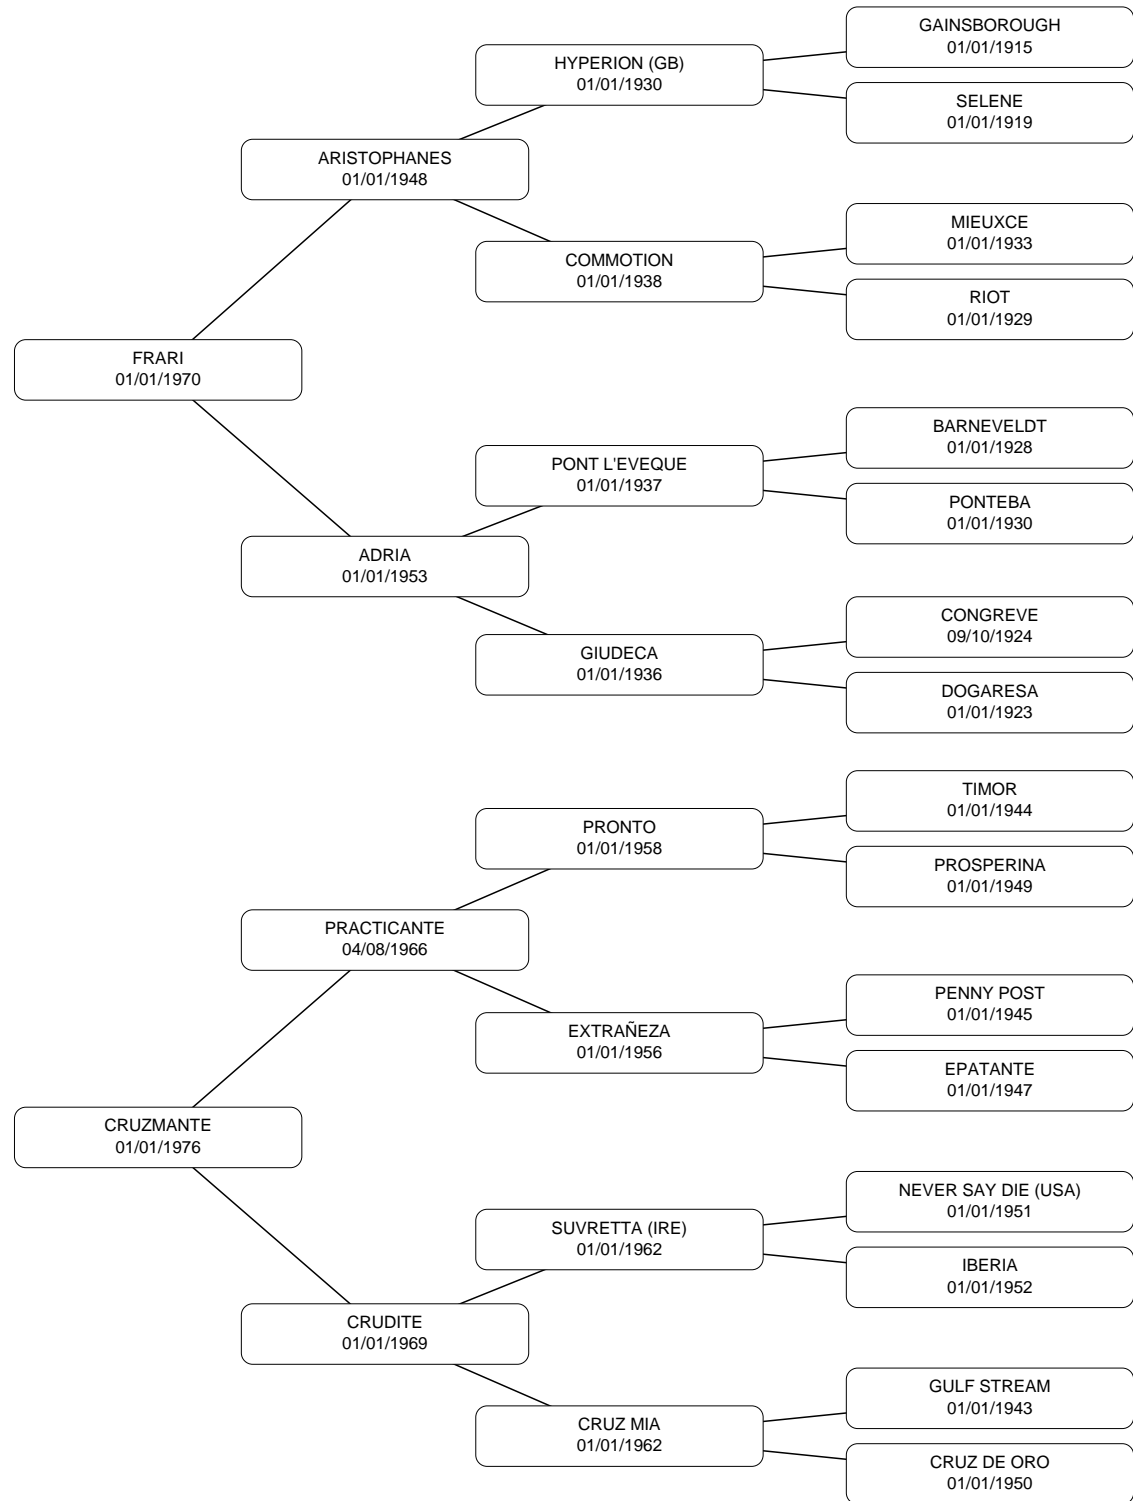 GAINSBOROUGH
01/01/1915
HYPERION (GB)
01/01/1930
SELENE
01/01/1919
ARISTOPHANES
01/01/1948
MIEUXCE
01/01/1933
COMMOTION
01/01/1938
RIOT
01/01/1929
FRARI
01/01/1970
BARNEVELDT
01/01/1928
PONT L'EVEQUE
01/01/1937
PONTEBA
01/01/1930
ADRIA
01/01/1953
CONGREVE
09/10/1924
GIUDECA
01/01/1936
DOGARESA
01/01/1923
TIMOR
01/01/1944
PRONTO
01/01/1958
PROSPERINA
01/01/1949
PRACTICANTE
04/08/1966
PENNY POST
01/01/1945
EXTRAÑEZA
01/01/1956
EPATANTE
01/01/1947
CRUZMANTE
01/01/1976
NEVER SAY DIE (USA)
01/01/1951
SUVRETTA (IRE)
01/01/1962
IBERIA
01/01/1952
CRUDITE
01/01/1969
GULF STREAM
01/01/1943
CRUZ MIA
01/01/1962
CRUZ DE ORO
01/01/1950